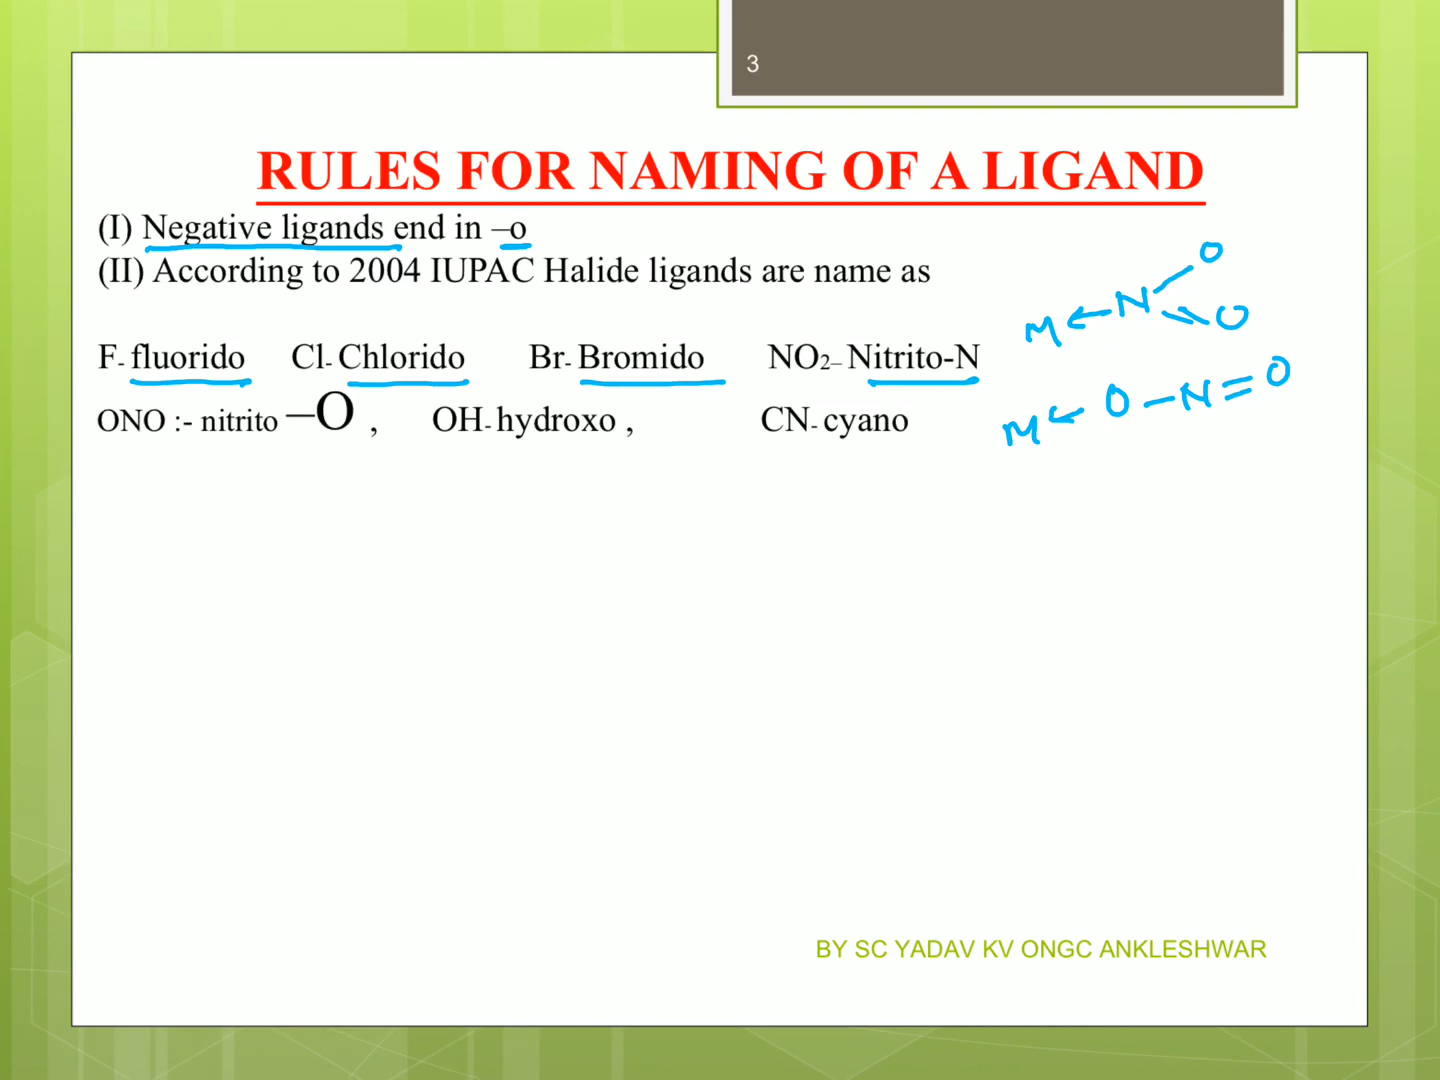 3
RULES FOR NAMING OF A LIGAND
(I) Negative ligands end in –o
(II) According to 2004 IUPAC Halide ligands are name as
F- fluorido Cl- Chlorido Br- Bromido NO2– Nitrito-N
ONO :- nitrito –O , OH- hydroxo , CN- cyano
O
M ← N
O
M ← O – N = O
BY SC YADAV KV ONGC ANKLESHWAR